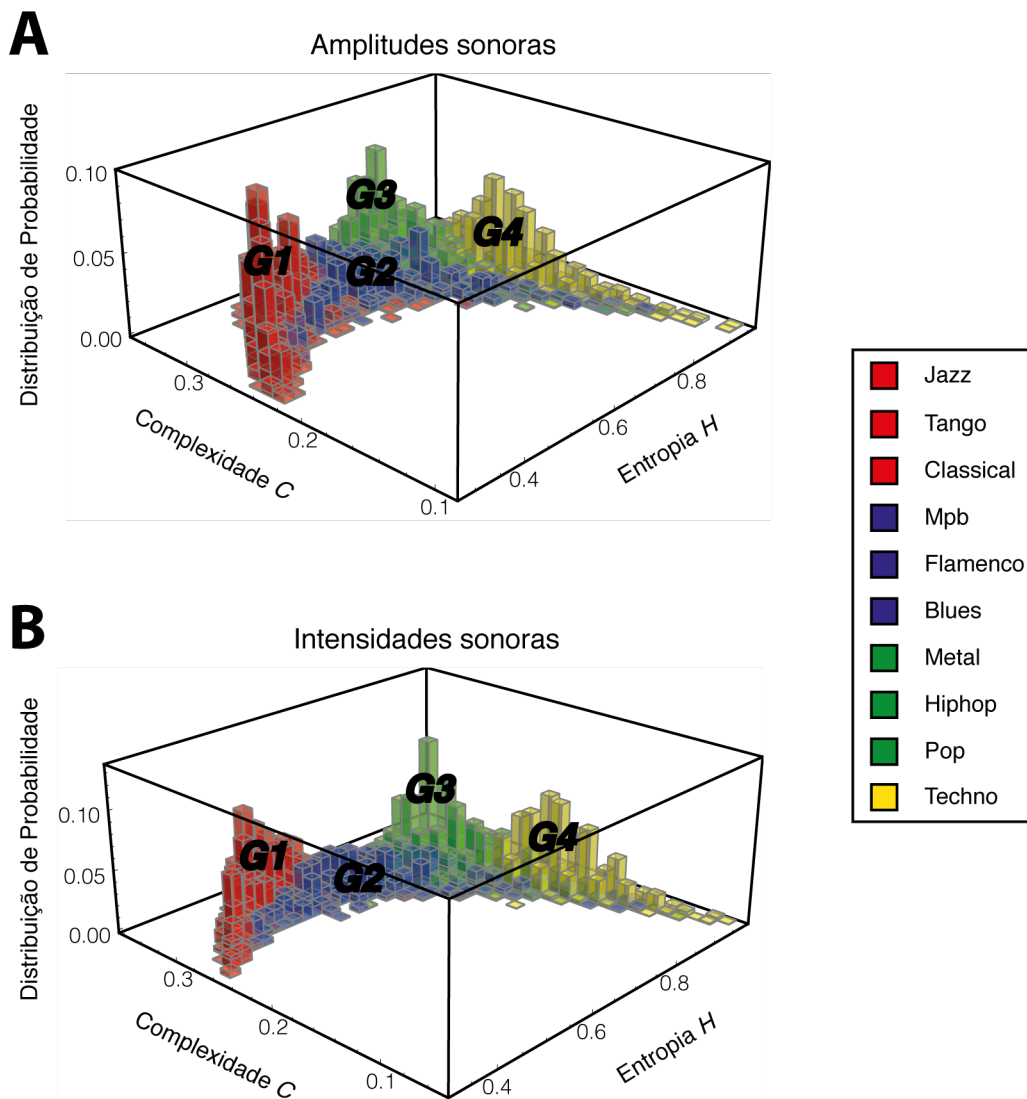 A
Amplitudes sonoras
Distribuição de Probabilidade
0.10
0.05
0.00
G1
G2
G3
G4
0.3
0.2
0.1
Complexidade C
0.4
0.6
0.8
Entropia H
Jazz
Tango
Classical
Mpb
Flamenco
Blues
Metal
Hiphop
Pop
Techno
B
Intensidades sonoras
Distribuição de Probabilidade
0.10
0.05
0.00
G1
G2
G3
G4
0.3
0.2
0.1
Complexidade C
0.4
0.6
0.8
Entropia H